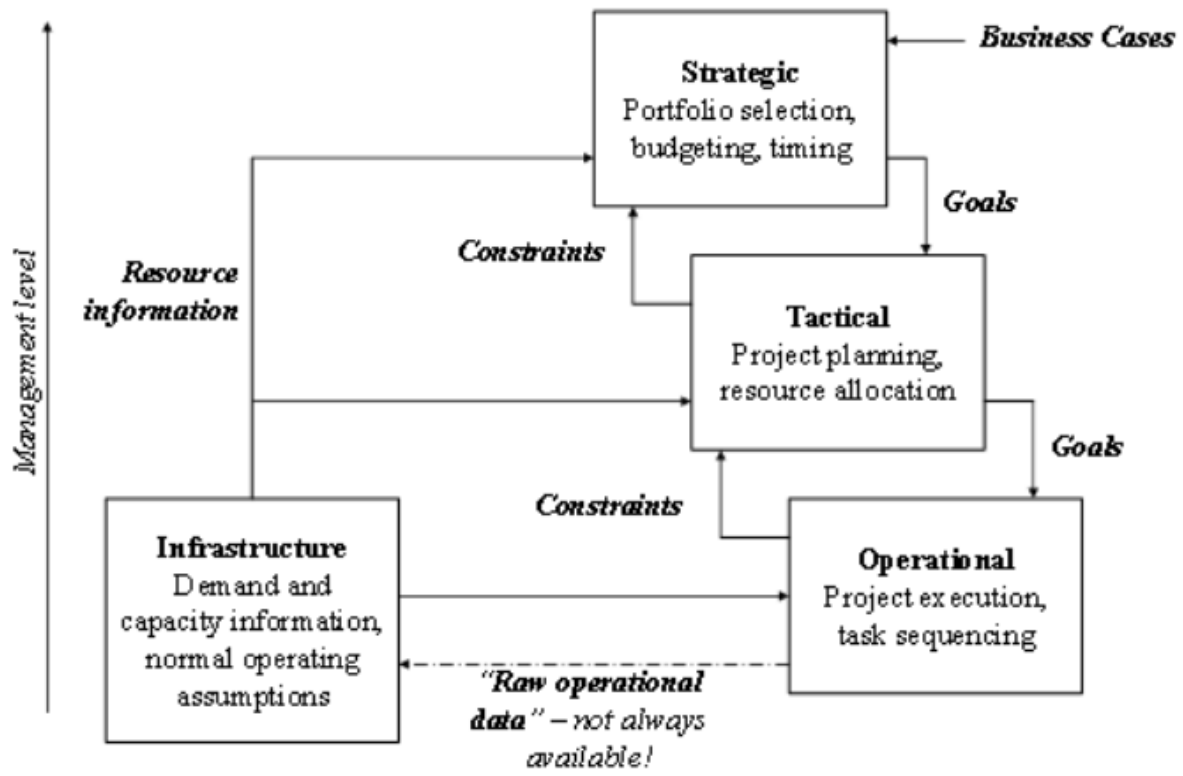 Business Cases
Strategic
Portfolio selection,
budgeting, timing
Goals
Constraints
Resource
information
Management level
Tactical
Project planning,
resource allocation
Goals
Constraints
Infrastructure
Demand and
capacity information,
normal operating
assumptions
Operational
Project execution,
task sequencing
“Raw operational
data” – not always
available!